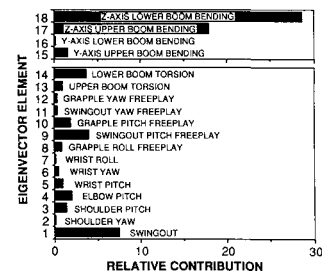 EIGENVECTOR ELEMENT
18 Z-AXIS LOWER BOOM BENDING
17 Z-AXIS UPPER BOOM BENDING
16 Y-AXIS LOWER BOOM BENDING
15 Y-AXIS UPPER BOOM BENDING
14 LOWER BOOM TORSION
13 UPPER BOOM TORSION
12 GRAPPLE YAW FREEPLAY
11 SWINGOUT YAW FREEPLAY
10 GRAPPLE PITCH FREEPLAY
9 SWINGOUT PITCH FREEPLAY
8 GRAPPLE ROLL FREEPLAY
7 WRIST ROLL
6 WRIST YAW
5 WRIST PITCH
4 ELBOW PITCH
3 SHOULDER PITCH
2 SHOULDER YAW
1 SWINGOUT
0 10 20 30
RELATIVE CONTRIBUTION